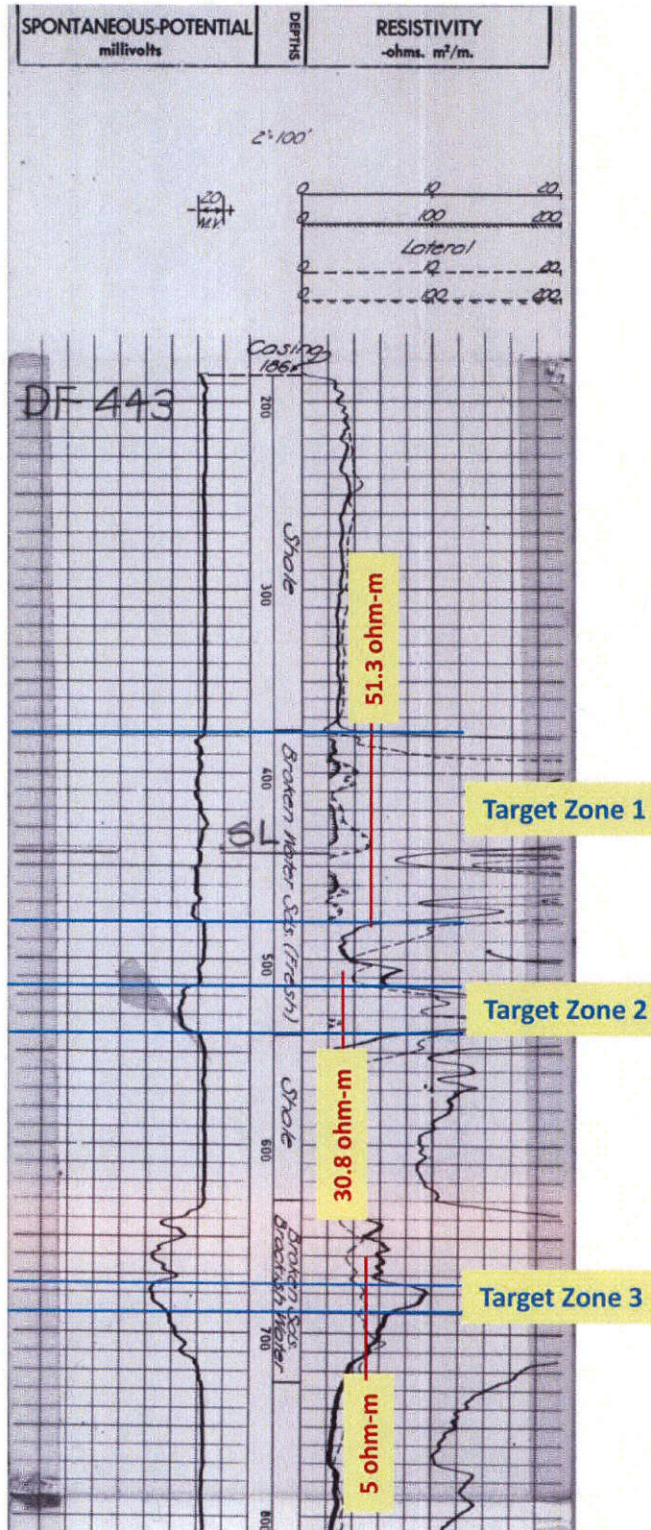 SPONTANEOUS-POTENTIAL
millivolts
DEPTHS
RESISTIVITY
-ohms. m²/m.
2"=100'
20
- +
M.V.
0 10 20
0 100 200
Lateral
0 10 20
0 100 200
Casing
186
DF 443
200
Shale
300
51.3 ohm-m
400
Broken Water Sds. (Fresh)
Target Zone 1
BL
500
Target Zone 2
Shale
30.8 ohm-m
600
Broken Sds.
Brackish Water
Target Zone 3
700
5 ohm-m
800